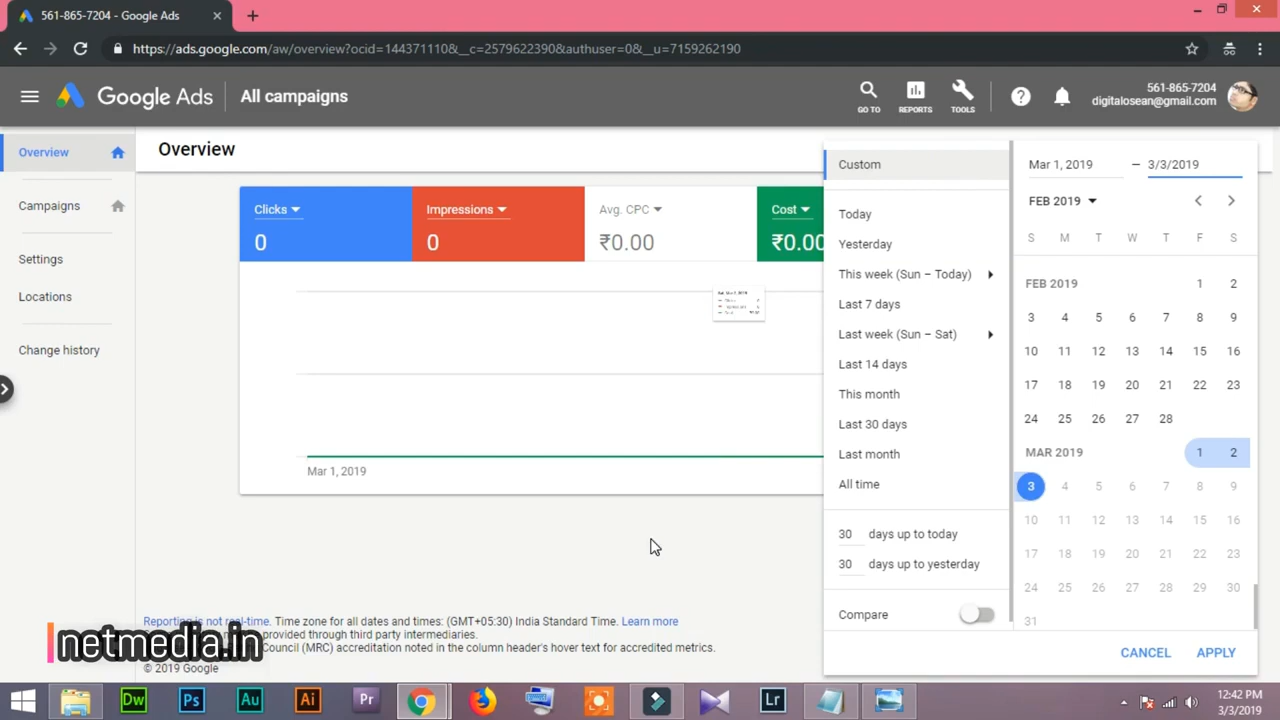 561-865-7204 - Google Ads
https://ads.google.com/aw/overview?ocid=144371110&__c=2579622390&authuser=0&__u=7159262190
Google Ads
All campaigns
GO TO
REPORTS
TOOLS
561-865-7204
digitalosean@gmail.com
Overview
Campaigns
Settings
Locations
Change history
Overview
Clicks
0
Impressions
0
Avg. CPC
₹0.00
Cost
₹0.00
Mar 1, 2019
Custom
Today
Yesterday
This week (Sun – Today)
Last 7 days
Last week (Sun – Sat)
Last 14 days
This month
Last 30 days
Last month
All time
30 days up to today
30 days up to yesterday
Compare
Mar 1, 2019 – 3/3/2019
FEB 2019
S M T W T F S
FEB 2019 1 2
3 4 5 6 7 8 9
10 11 12 13 14 15 16
17 18 19 20 21 22 23
24 25 26 27 28
MAR 2019 1 2
3 4 5 6 7 8 9
10 11 12 13 14 15 16
17 18 19 20 21 22 23
24 25 26 27 28 29 30
31
CANCEL APPLY
Reporting is not real-time. Time zone for all dates and times: (GMT+05:30) India Standard Time. Learn more
provided through third party intermediaries.
Council (MRC) accreditation noted in the column header's hover text for accredited metrics.
© 2019 Google
netmedia.in
Dw
Ps
Au
Ai
Pr
Lr
12:42 PM
3/3/2019